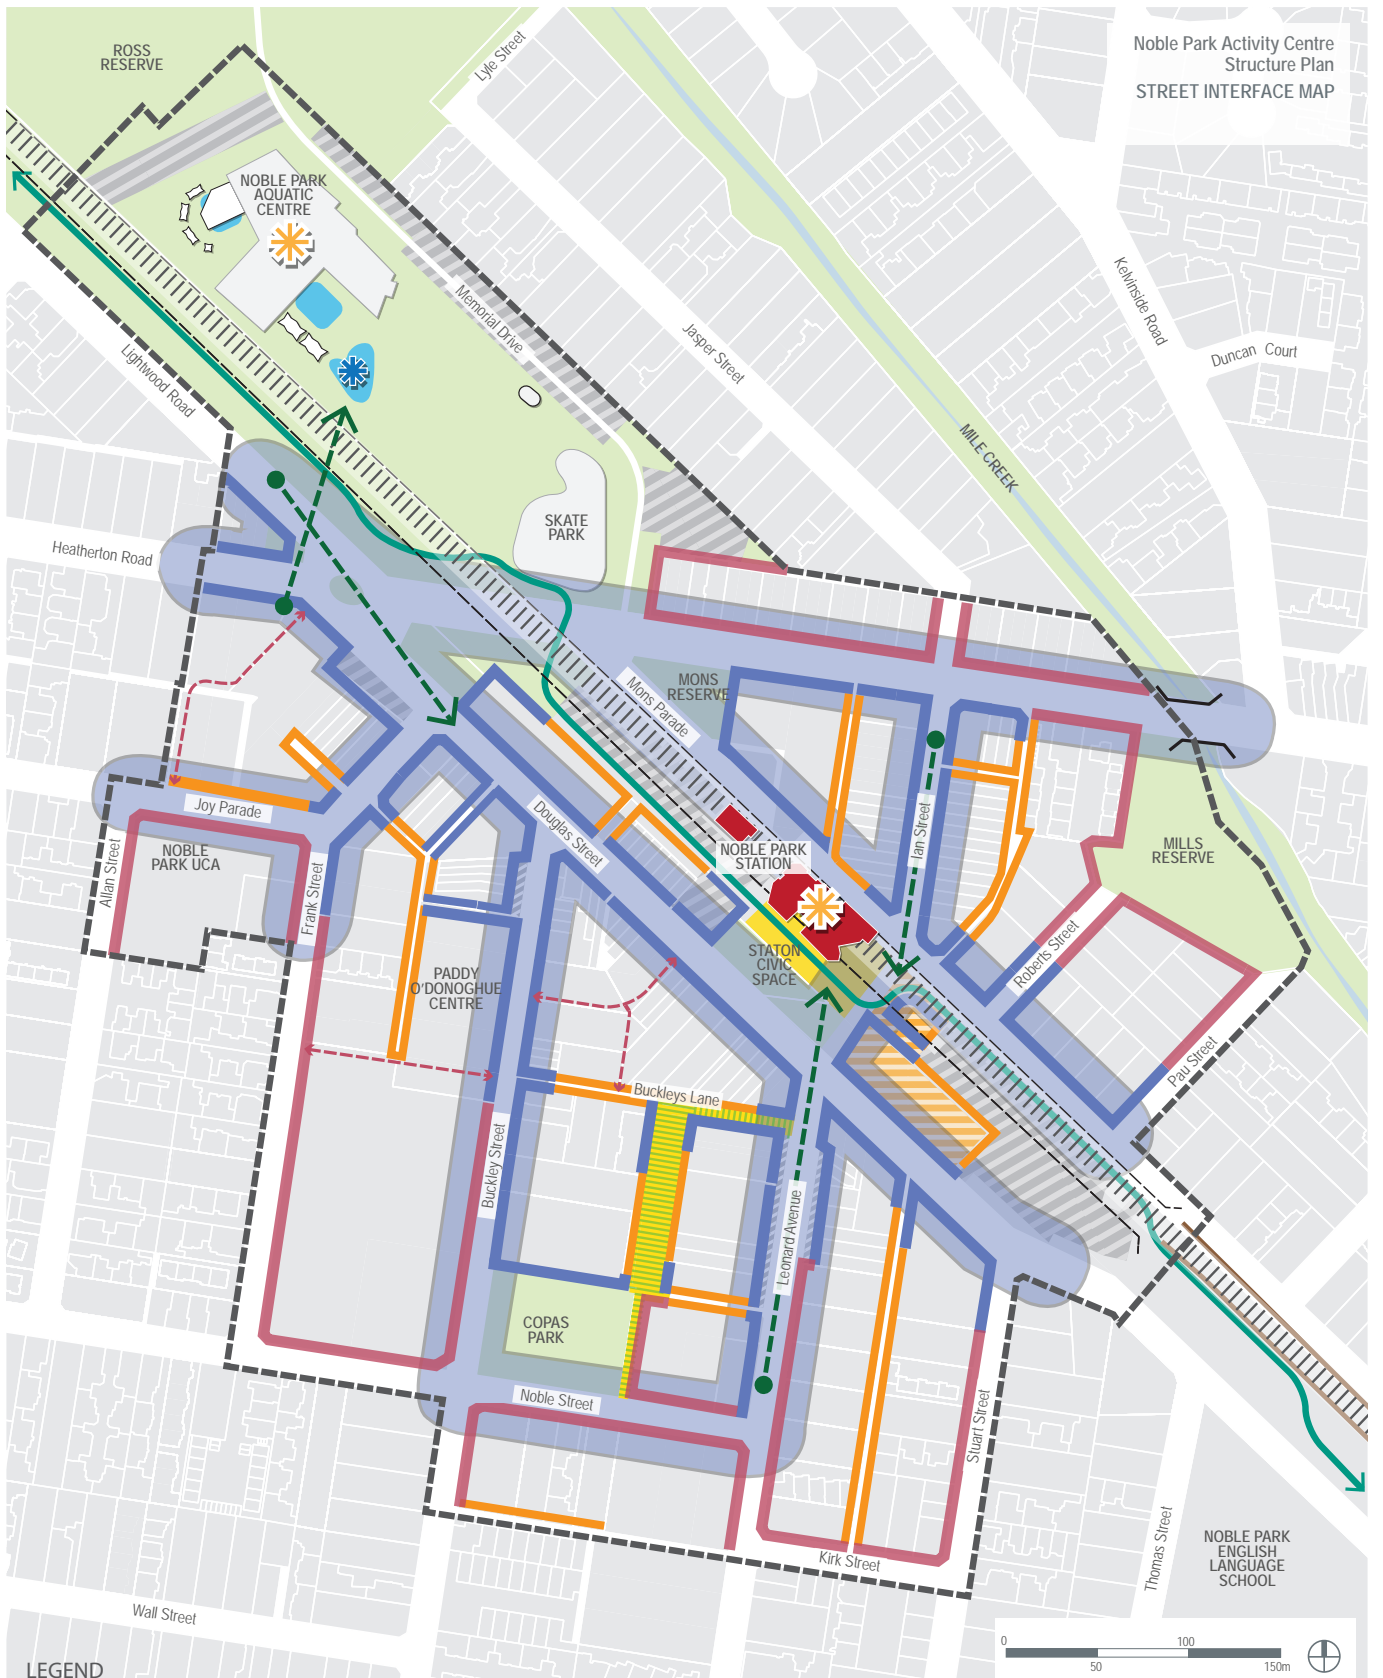 Noble Park Activity Centre
Structure Plan
STREET INTERFACE MAP
ROSS
RESERVE
Lyle Street
NOBLE PARK
AQUATIC
CENTRE
Memorial Drive
Kelvinside Road
Jasper Street
Duncan Court
Lightwood Road
MILE CREEK
SKATE
PARK
Heatherton Road
MONS
RESERVE
Mons Parade
Joy Parade
Douglas Street
Ian Street
NOBLE PARK
STATION
NOBLE
PARK UCA
MILLS
RESERVE
Allan Street
Frank Street
STATON
CIVIC
SPACE
Roberts Street
PADDY
O'DONOGHUE
CENTRE
Pau Street
Buckleys Lane
Buckley Street
Leonard Avenue
COPAS
PARK
Noble Street
Stuart Street
Thomas Street
NOBLE PARK
ENGLISH
LANGUAGE
SCHOOL
Kirk Street
Wall Street
0
100
50
150m
LEGEND